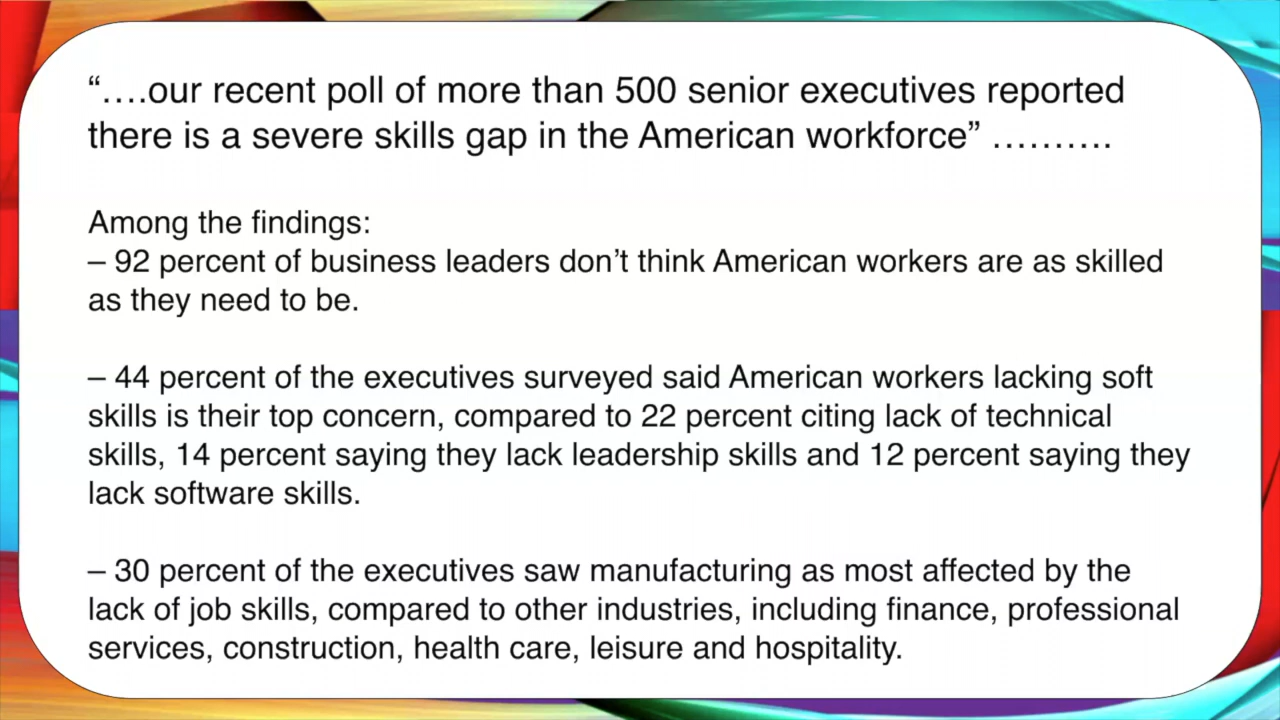 “….our recent poll of more than 500 senior executives reported
there is a severe skills gap in the American workforce” ……….
Among the findings:
– 92 percent of business leaders don’t think American workers are as skilled
as they need to be.
– 44 percent of the executives surveyed said American workers lacking soft
skills is their top concern, compared to 22 percent citing lack of technical
skills, 14 percent saying they lack leadership skills and 12 percent saying they
lack software skills.
– 30 percent of the executives saw manufacturing as most affected by the
lack of job skills, compared to other industries, including finance, professional
services, construction, health care, leisure and hospitality.